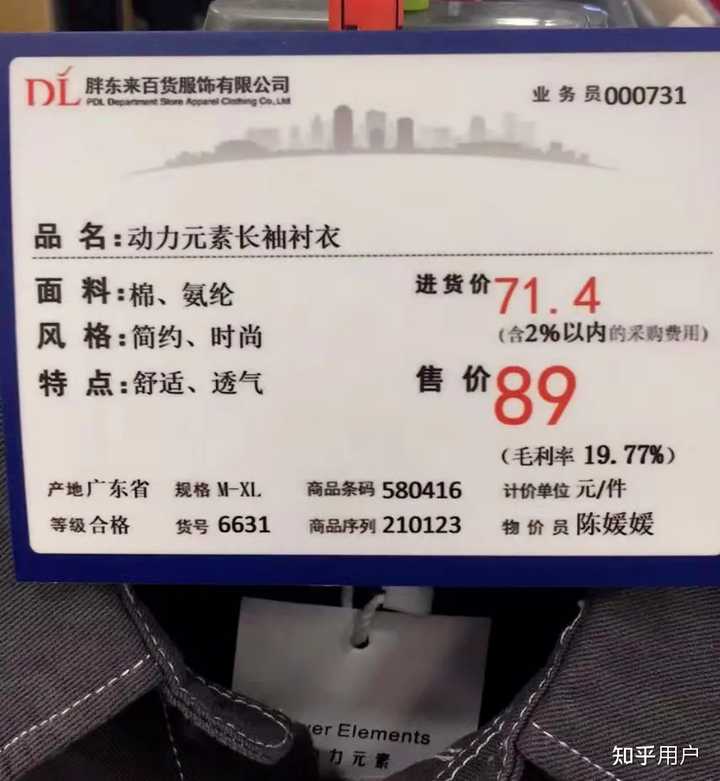 DL 胖东来百货服饰有限公司
PDL Department Store Apparel Clothing Co.,Ltd
业务员000731
品 名:动力元素长袖衬衣
面 料:棉、氨纶
进货价71.4
风 格:简约、时尚
(含2%以内的采购费用)
特 点:舒适、透气
售 价89
(毛利率 19.77%)
产地 广东省 规格 M-XL 商品条码 580416 计价单位 元/件
等级 合格 货号 6631 商品序列 210123 物价员 陈媛媛
wer Elements
力元素
知乎用户